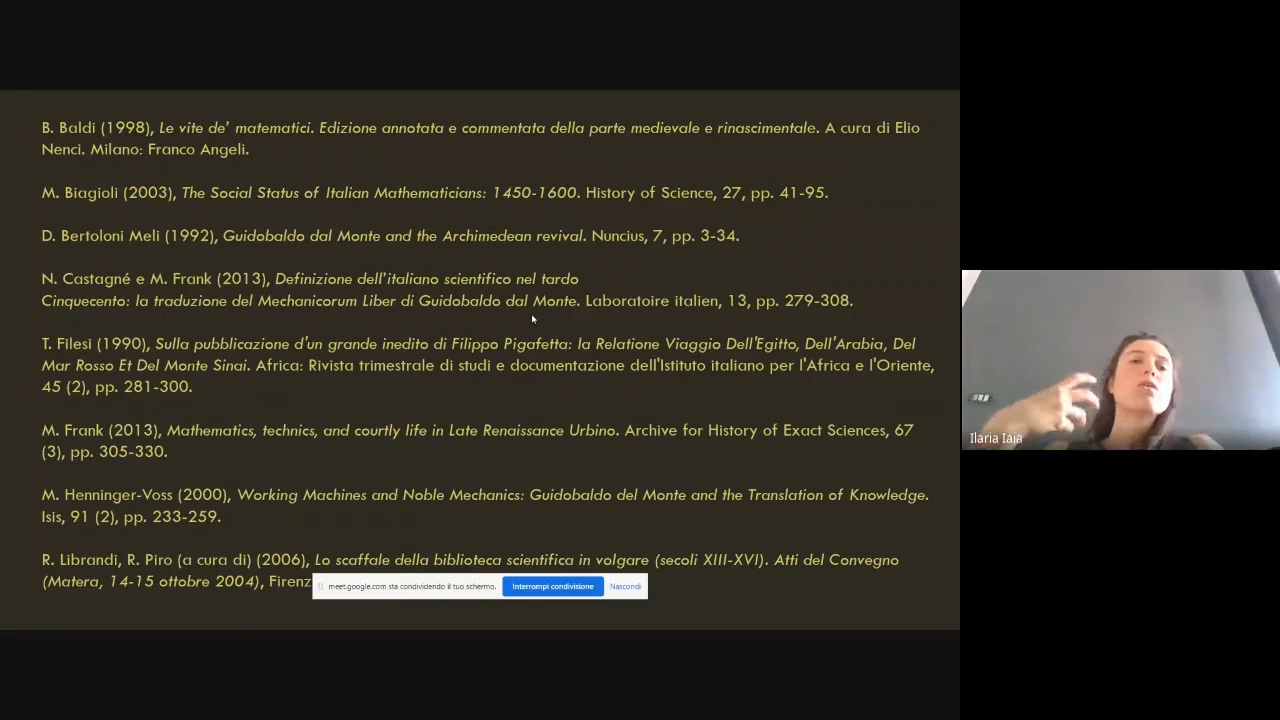 B. Baldi (1998), Le vite de’ matematici. Edizione annotata e commentata della parte medievale e rinascimentale. A cura di Elio
Nenci. Milano: Franco Angeli.
M. Biagioli (2003), The Social Status of Italian Mathematicians: 1450-1600. History of Science, 27, pp. 41-95.
D. Bertoloni Meli (1992), Guidobaldo dal Monte and the Archimedean revival. Nuncius, 7, pp. 3-34.
N. Castagné e M. Frank (2013), Definizione dell’italiano scientifico nel tardo
Cinquecento: la traduzione del Mechanicorum Liber di Guidobaldo dal Monte. Laboratoire italien, 13, pp. 279-308.
T. Filesi (1990), Sulla pubblicazione d'un grande inedito di Filippo Pigafetta: la Relatione Viaggio Dell'Egitto, Dell'Arabia, Del
Mar Rosso Et Del Monte Sinai. Africa: Rivista trimestrale di studi e documentazione dell'Istituto italiano per l'Africa e l'Oriente,
45 (2), pp. 281-300.
M. Frank (2013), Mathematics, technics, and courtly life in Late Renaissance Urbino. Archive for History of Exact Sciences, 67
(3), pp. 305-330.
M. Henninger-Voss (2000), Working Machines and Noble Mechanics: Guidobaldo del Monte and the Translation of Knowledge.
Isis, 91 (2), pp. 233-259.
R. Librandi, R. Piro (a cura di) (2006), Lo scaffale della biblioteca scientifica in volgare (secoli XIII-XVI). Atti del Convegno
(Matera, 14-15 ottobre 2004), Firenz
meet.google.com sta condividendo il tuo schermo. Interrompi condivisione Nascondi
Ilaria Iaia